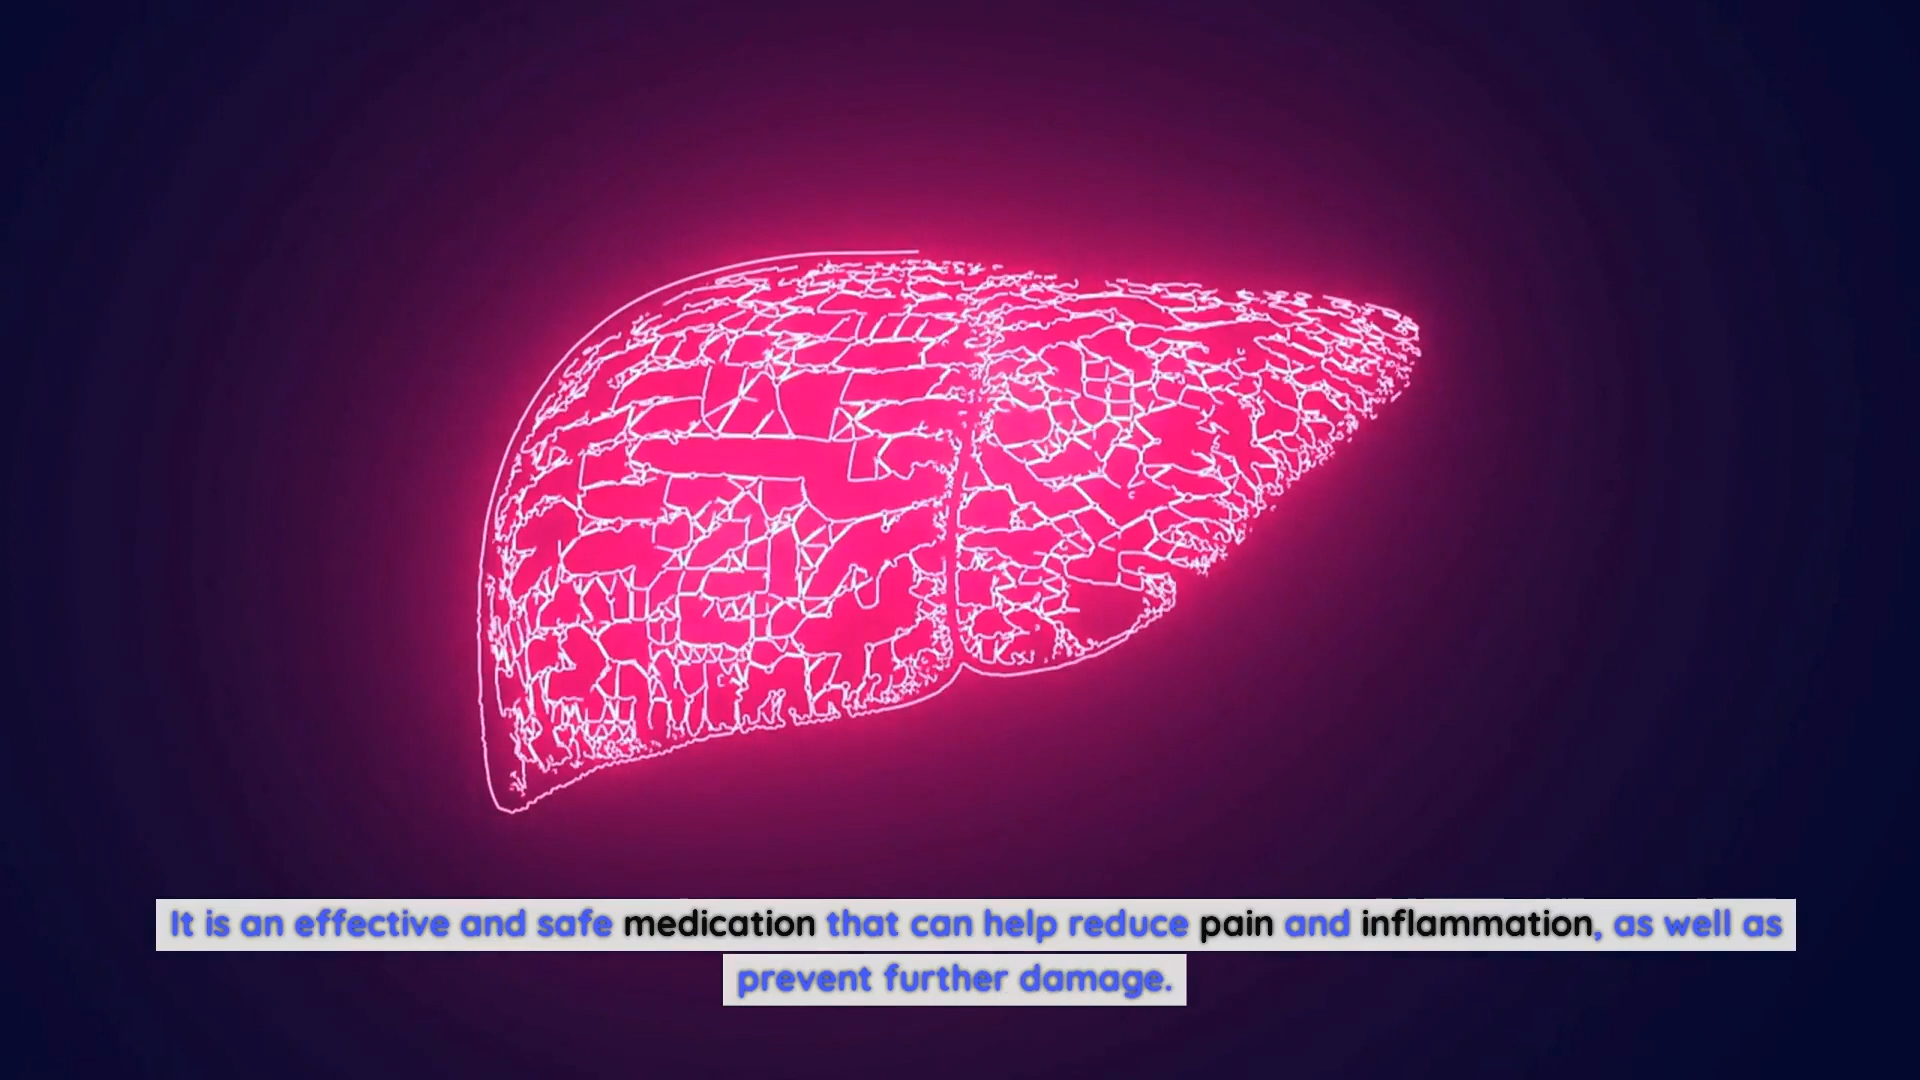 It is an effective and safe medication that can help reduce pain and inflammation, as well as
prevent further damage.